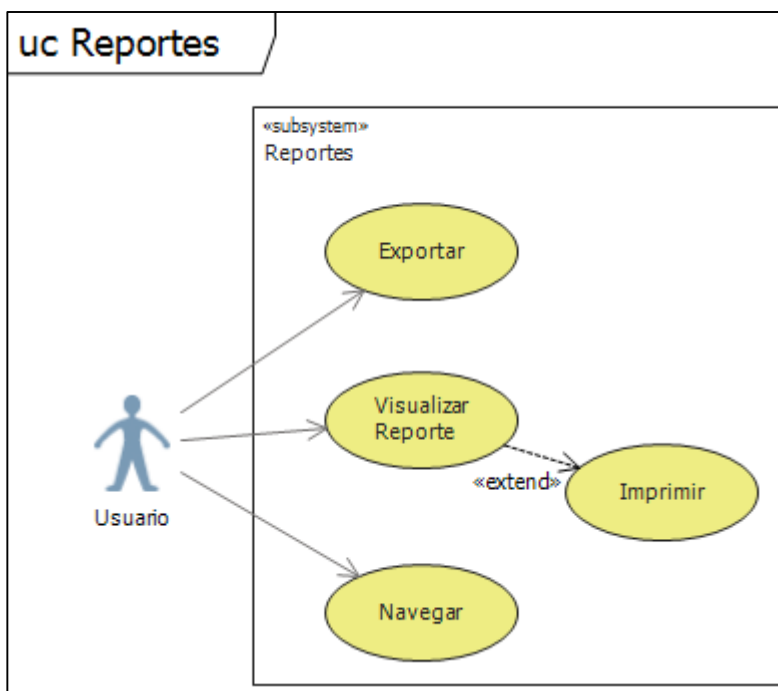 uc Reportes
«subsystem»
Reportes
Exportar
Visualizar
Reporte
«extend»
Imprimir
Usuario
Navegar